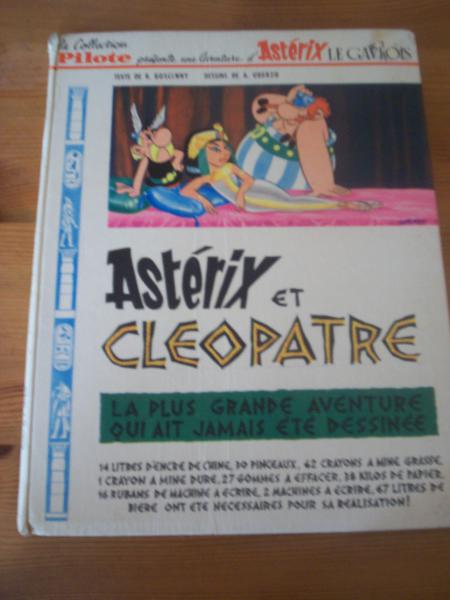 la Collection
Pilote présente une Aventure d'Astérix LE GAULOIS
TEXTE DE R. GOSCINNY DESSINS DE A. UDERZO
Astérix ET
CLEOPATRE
LA PLUS GRANDE AVENTURE
QUI AIT JAMAIS ETE DESSINEE
14 LITRES D'ENCRE DE CHINE, 30 PINCEAUX, 62 CRAYONS A MINE GRASSE,
1 CRAYON A MINE DURE, 27 GOMMES A EFFACER, 38 KILOS DE PAPIER,
16 RUBANS DE MACHINE A ECRIRE, 2 MACHINES A ECRIRE, 67 LITRES DE
BIERE ONT ETE NECESSAIRES POUR SA REALISATION!